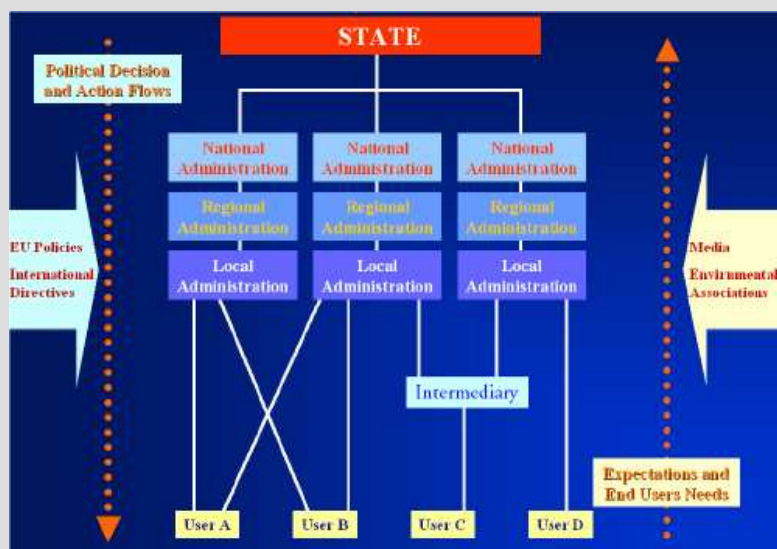 STATE
Political Decision
and Action Flows
National
Administration
National
Administration
National
Administration
Regional
Administration
Regional
Administration
Regional
Administration
Local
Administration
Local
Administration
Local
Administration
EU Policies
International
Directives
Media
Envirnmental
Associations
Intermediary
Expectations and
End Users Needs
User A
User B
User C
User D